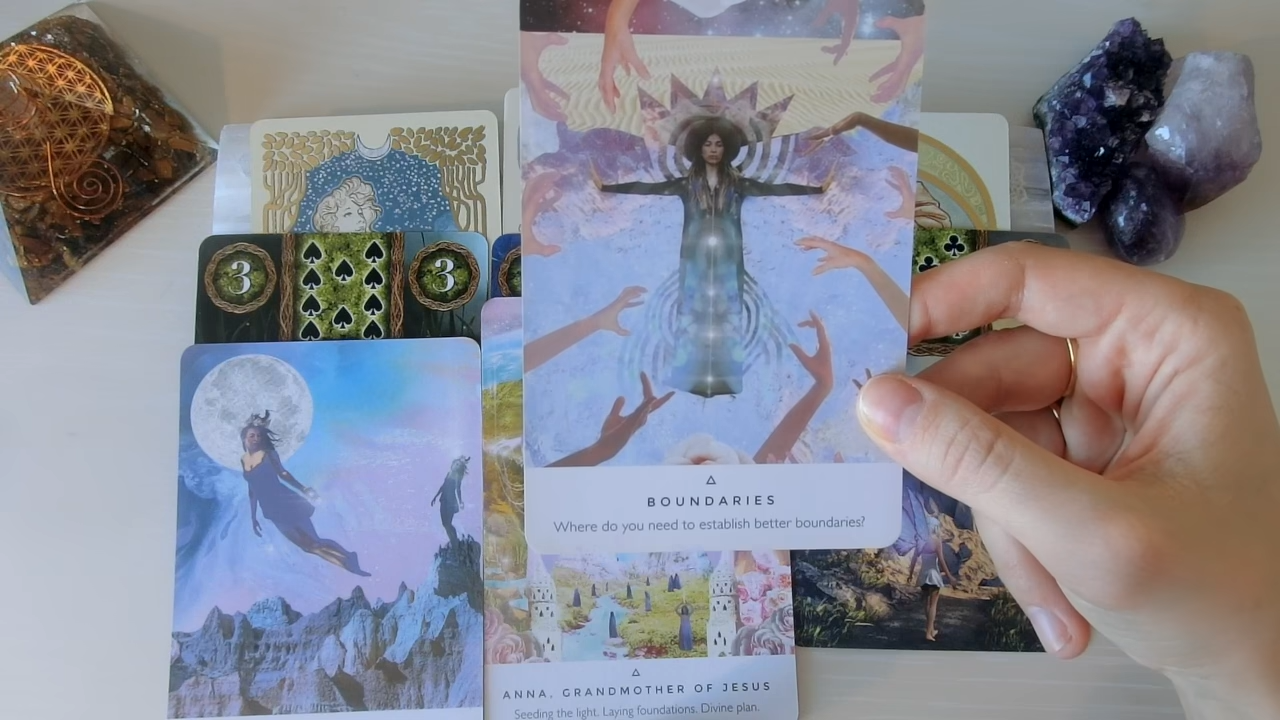 3
3
BOUNDARIES
Where do you need to establish better boundaries?
ANNA, GRANDMOTHER OF JESUS
Seeding the light. Laying foundations. Divine plan.